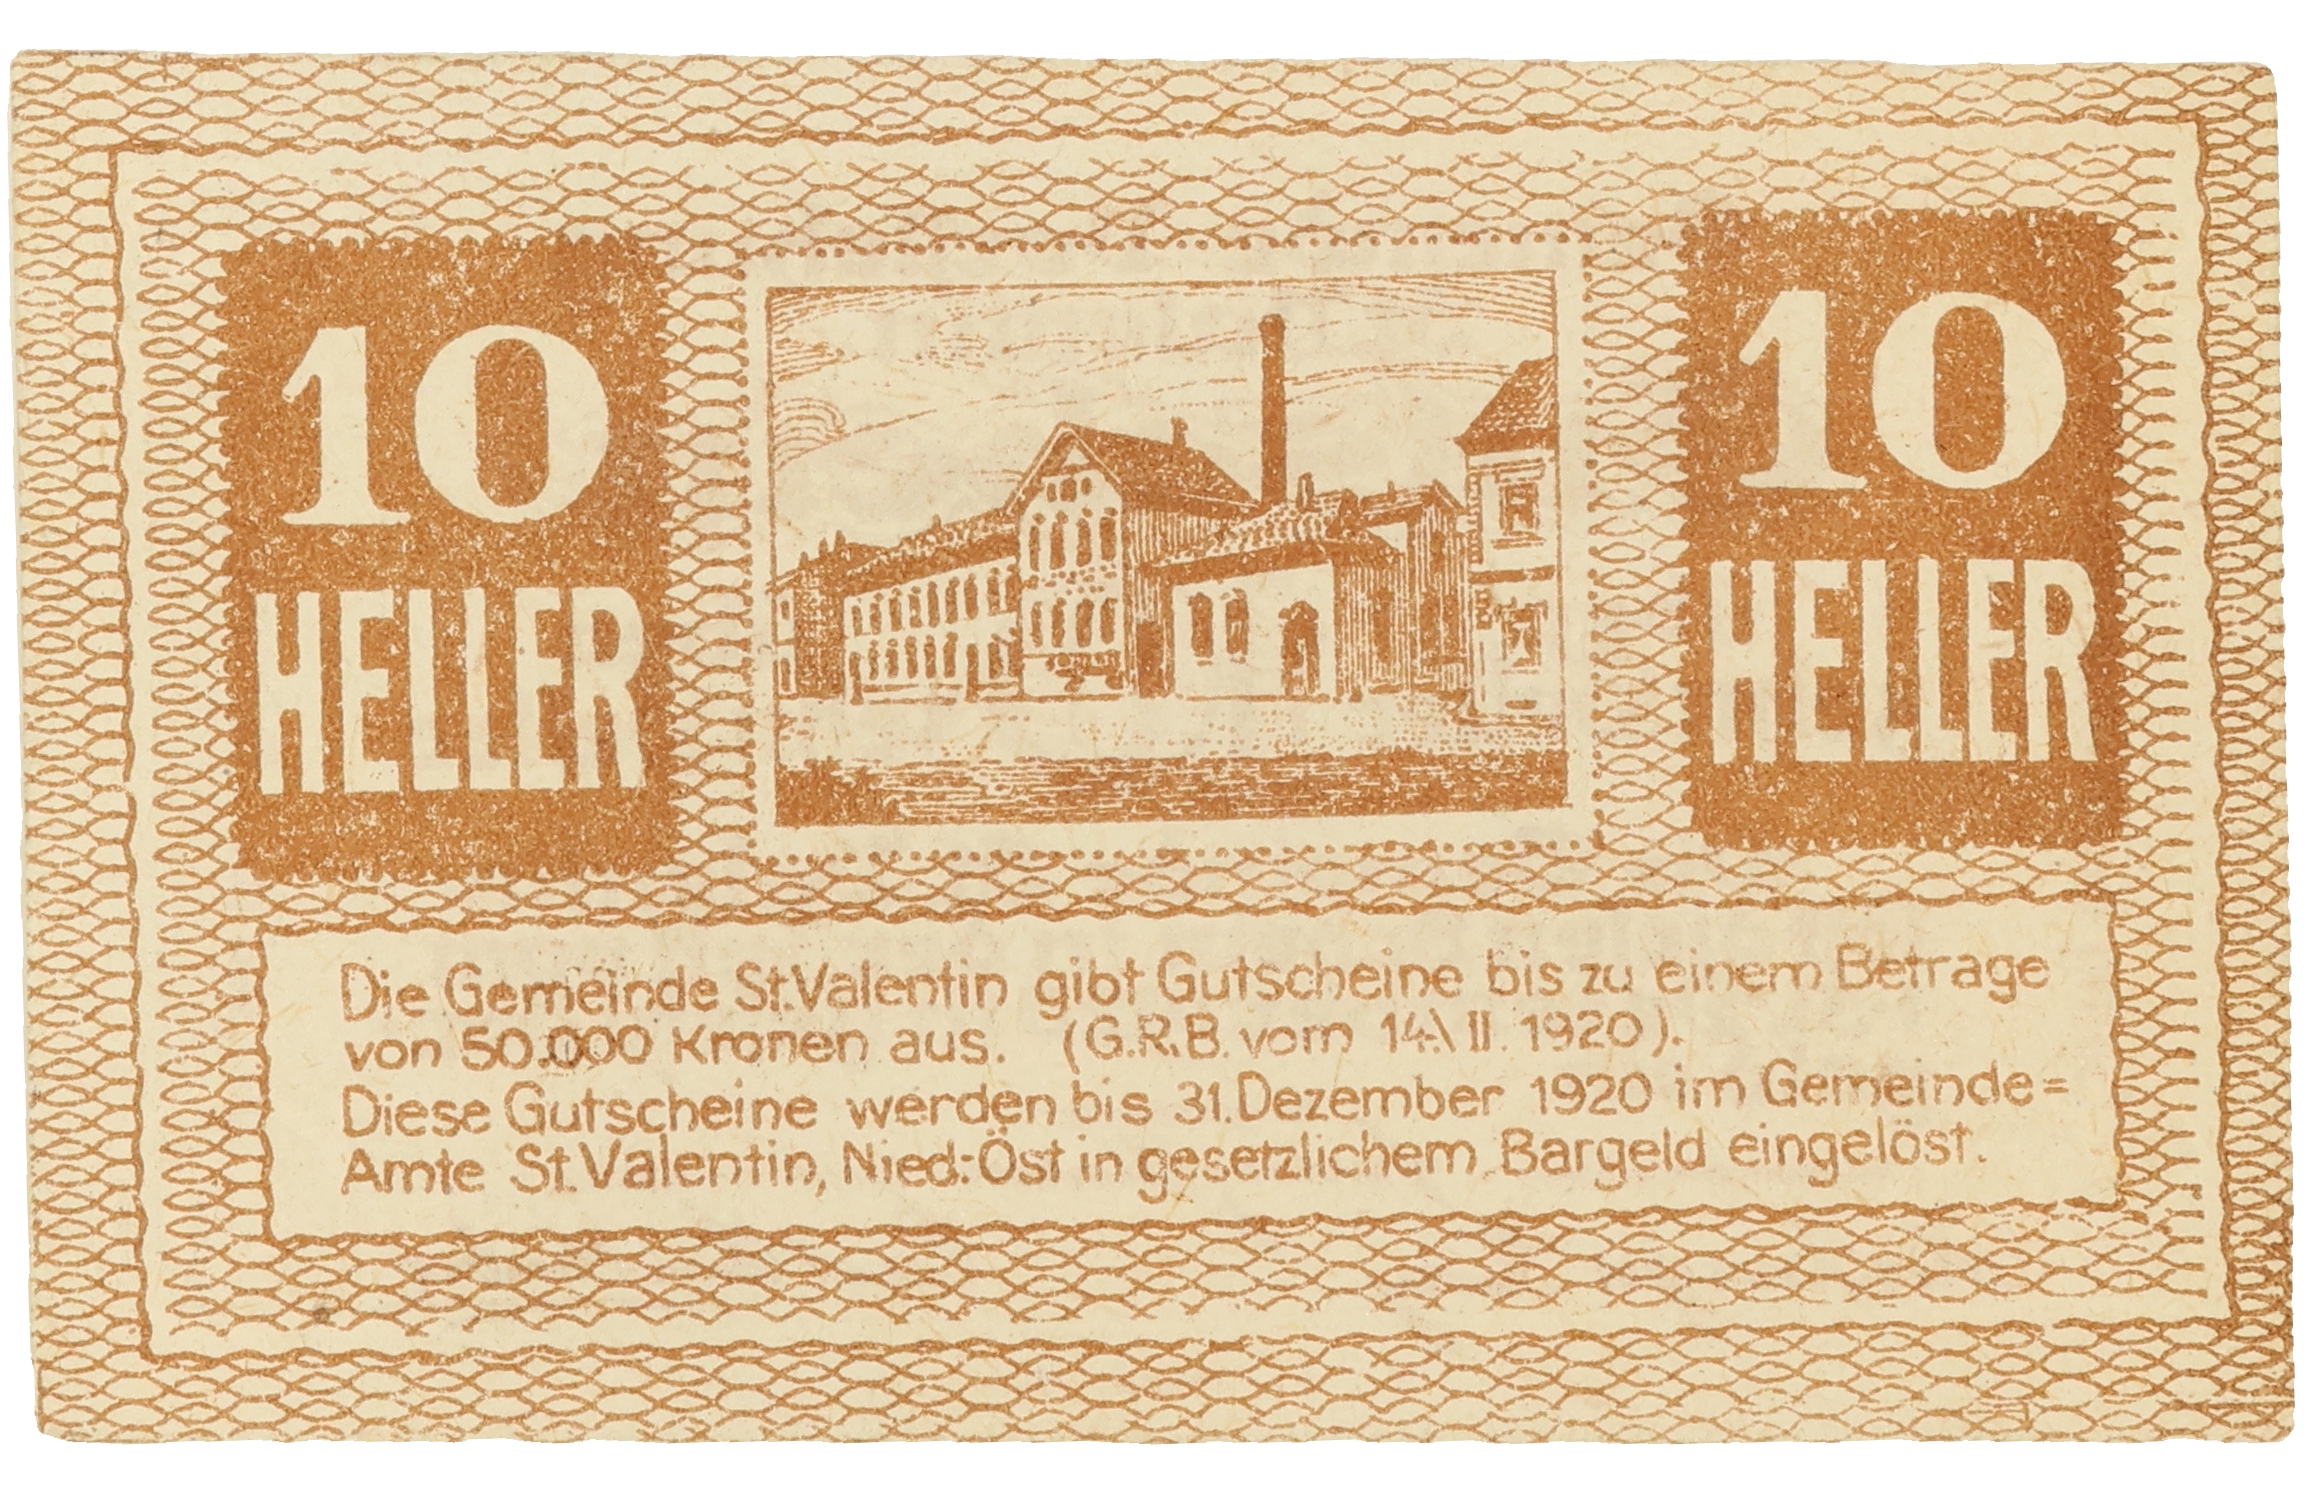 10
HELLER
10
HELLER
Die Gemeinde St.Valentin gibt Gutscheine bis zu einem Betrage
von 50.000 Kronen aus. (G.R.B. vom 1920).
Diese Gutscheine werden bis 31.Dezember 1920 im Gemeinde=
Amte St.Valentin, Nied:Öst in gesetzlichem Bargeld eingelöst.